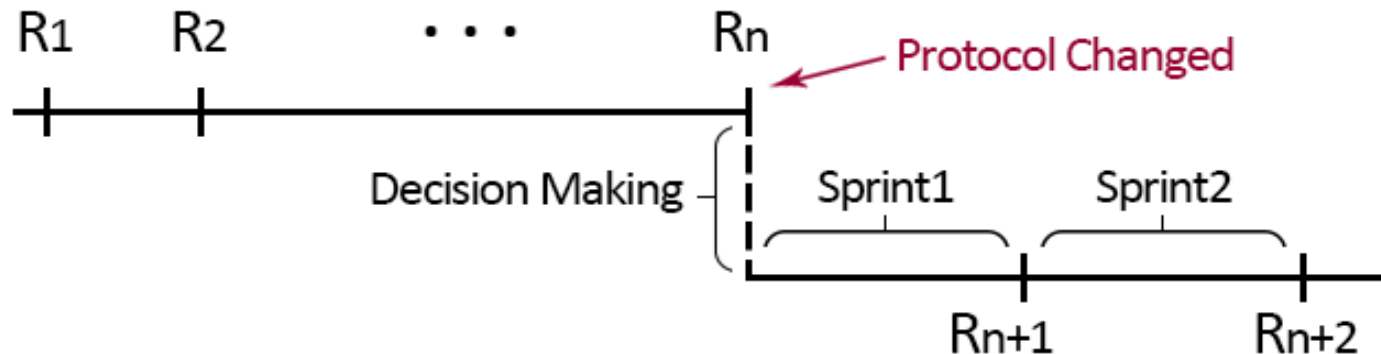 R1 R2 . . . Rn
Protocol Changed
Decision Making
Sprint1 Sprint2
Rn+1 Rn+2